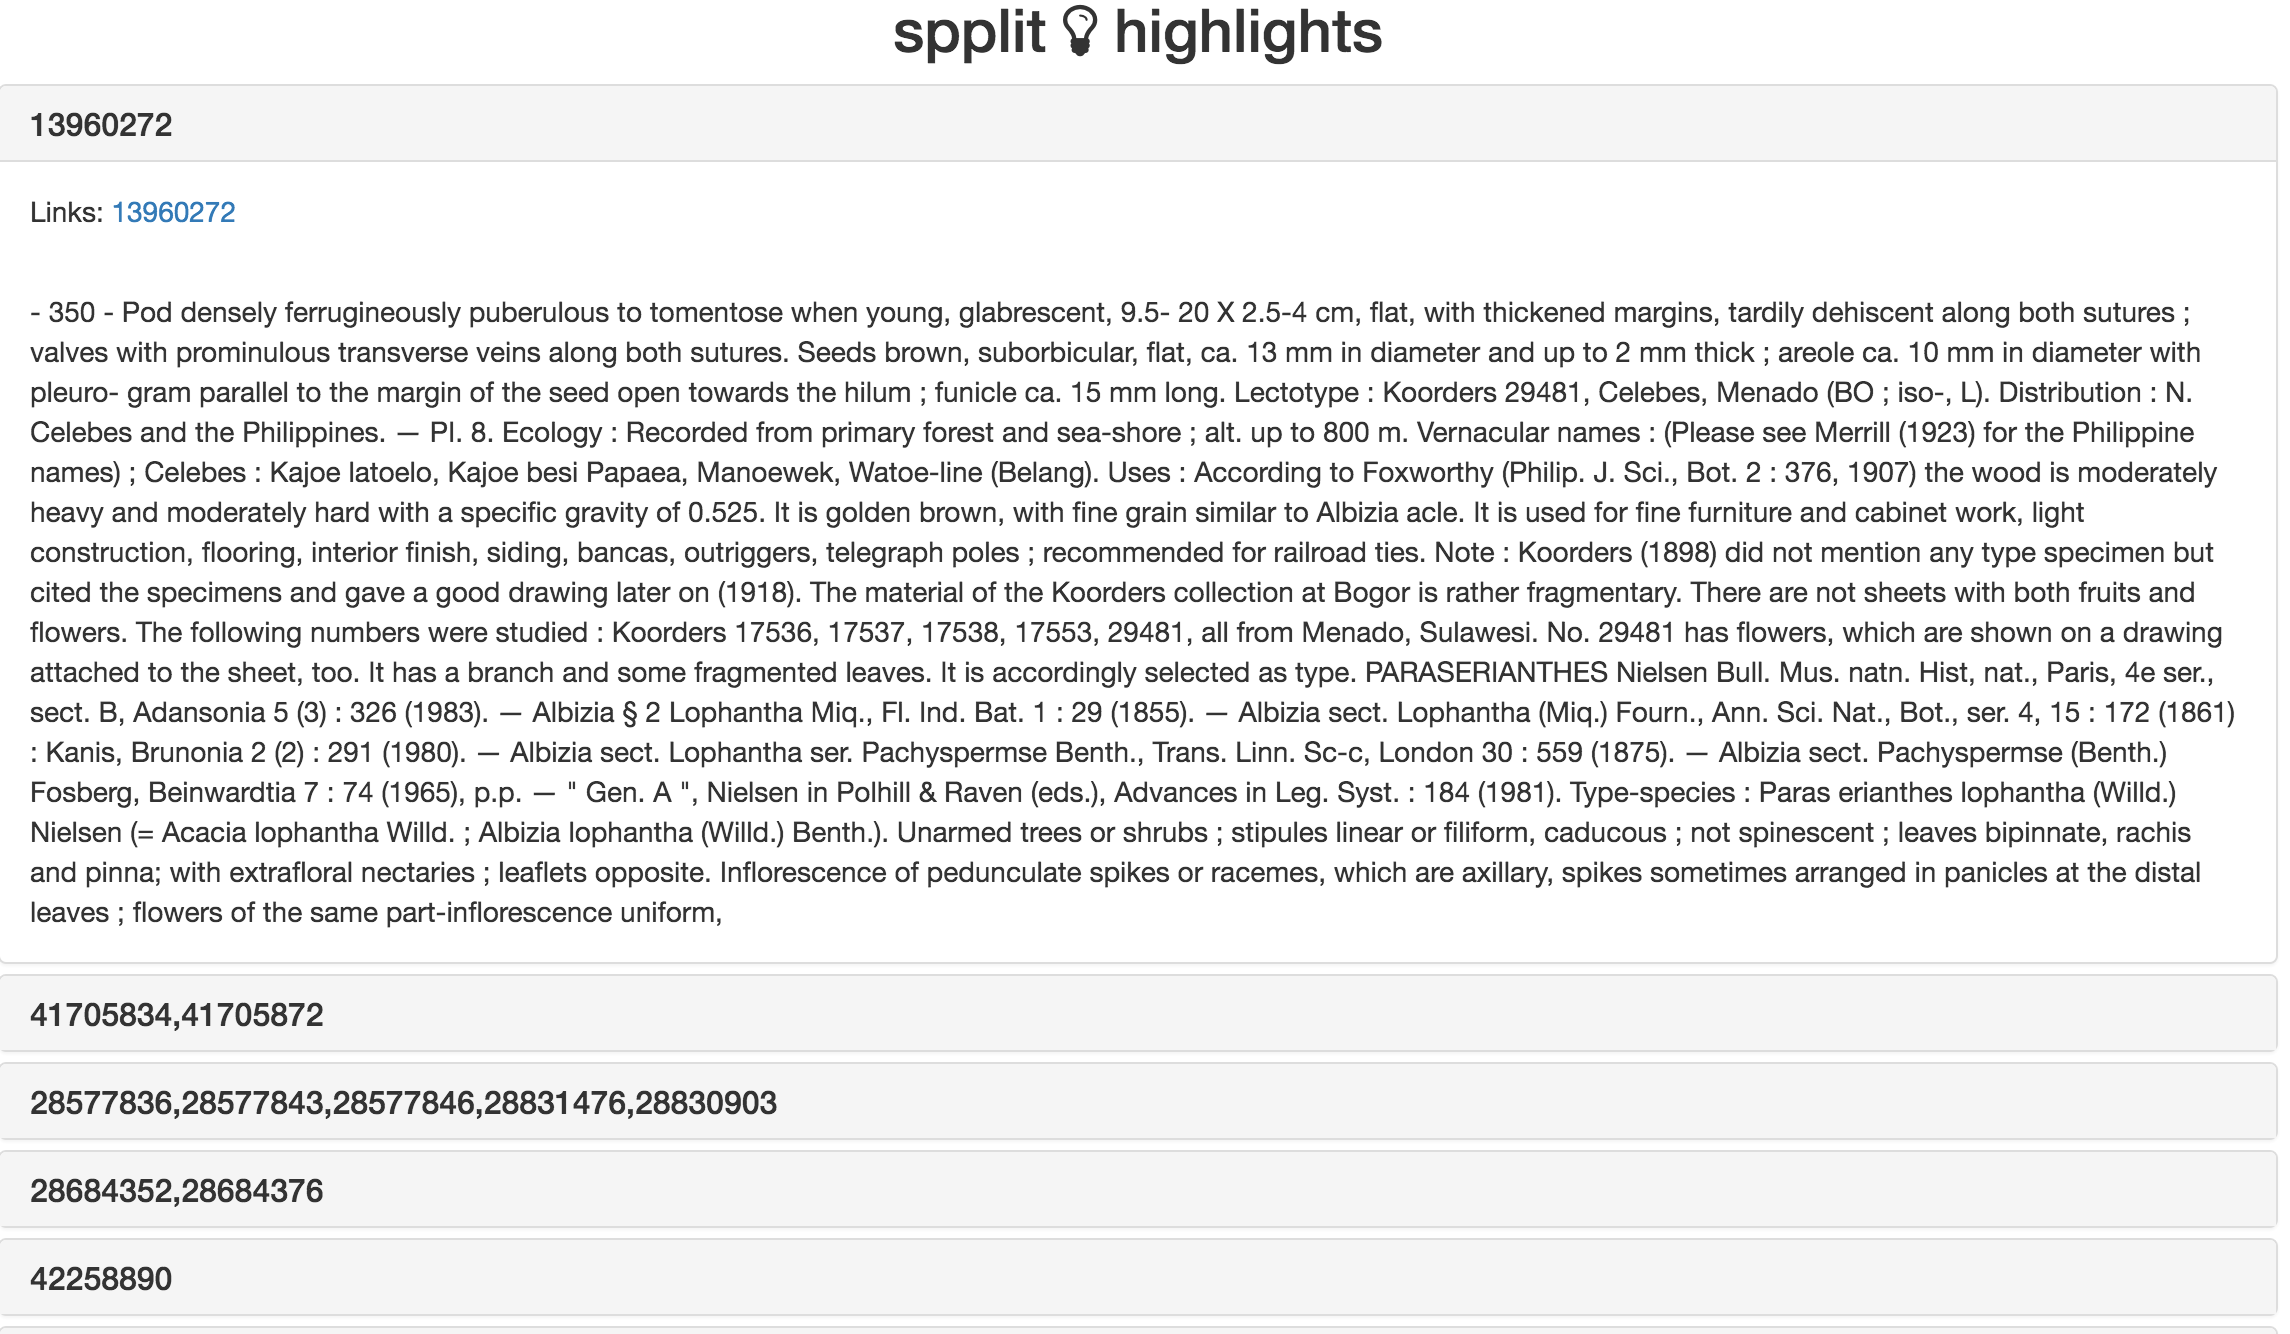 spplit highlights
13960272
Links: 13960272
- 350 - Pod densely ferrugineously puberulous to tomentose when young, glabrescent, 9.5- 20 X 2.5-4 cm, flat, with thickened margins, tardily dehiscent along both sutures ;
valves with prominulous transverse veins along both sutures. Seeds brown, suborbicular, flat, ca. 13 mm in diameter and up to 2 mm thick ; areole ca. 10 mm in diameter with
pleuro- gram parallel to the margin of the seed open towards the hilum ; funicle ca. 15 mm long. Lectotype : Koorders 29481, Celebes, Menado (BO ; iso-, L). Distribution : N.
Celebes and the Philippines. — PI. 8. Ecology : Recorded from primary forest and sea-shore ; alt. up to 800 m. Vernacular names : (Please see Merrill (1923) for the Philippine
names) ; Celebes : Kajoe latoelo, Kajoe besi Papaea, Manoewek, Watoe-line (Belang). Uses : According to Foxworthy (Philip. J. Sci., Bot. 2 : 376, 1907) the wood is moderately
heavy and moderately hard with a specific gravity of 0.525. It is golden brown, with fine grain similar to Albizia acle. It is used for fine furniture and cabinet work, light
construction, flooring, interior finish, siding, bancas, outriggers, telegraph poles ; recommended for railroad ties. Note : Koorders (1898) did not mention any type specimen but
cited the specimens and gave a good drawing later on (1918). The material of the Koorders collection at Bogor is rather fragmentary. There are not sheets with both fruits and
flowers. The following numbers were studied : Koorders 17536, 17537, 17538, 17553, 29481, all from Menado, Sulawesi. No. 29481 has flowers, which are shown on a drawing
attached to the sheet, too. It has a branch and some fragmented leaves. It is accordingly selected as type. PARASERIANTHES Nielsen Bull. Mus. natn. Hist, nat., Paris, 4e ser.,
sect. B, Adansonia 5 (3) : 326 (1983). — Albizia § 2 Lophantha Miq., Fl. Ind. Bat. 1 : 29 (1855). — Albizia sect. Lophantha (Miq.) Fourn., Ann. Sci. Nat., Bot., ser. 4, 15 : 172 (1861)
: Kanis, Brunonia 2 (2) : 291 (1980). — Albizia sect. Lophantha ser. Pachyspermse Benth., Trans. Linn. Sc-c, London 30 : 559 (1875). — Albizia sect. Pachyspermse (Benth.)
Fosberg, Beinwardtia 7 : 74 (1965), p.p. — " Gen. A ", Nielsen in Polhill & Raven (eds.), Advances in Leg. Syst. : 184 (1981). Type-species : Paras erianthes lophantha (Willd.)
Nielsen (= Acacia lophantha Willd. ; Albizia lophantha (Willd.) Benth.). Unarmed trees or shrubs ; stipules linear or filiform, caducous ; not spinescent ; leaves bipinnate, rachis
and pinna; with extrafloral nectaries ; leaflets opposite. Inflorescence of pedunculate spikes or racemes, which are axillary, spikes sometimes arranged in panicles at the distal
leaves ; flowers of the same part-inflorescence uniform,
41705834,41705872
28577836,28577843,28577846,28831476,28830903
28684352,28684376
42258890